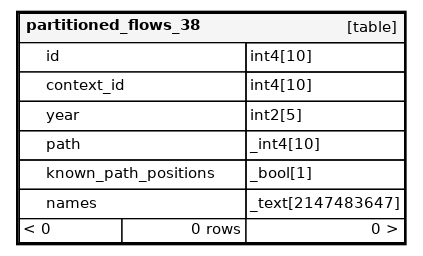 partitioned_flows_38 [table]
id int4[10]
context_id int4[10]
year int2[5]
path _int4[10]
known_path_positions _bool[1]
names _text[2147483647]
< 0 0 rows 0 >